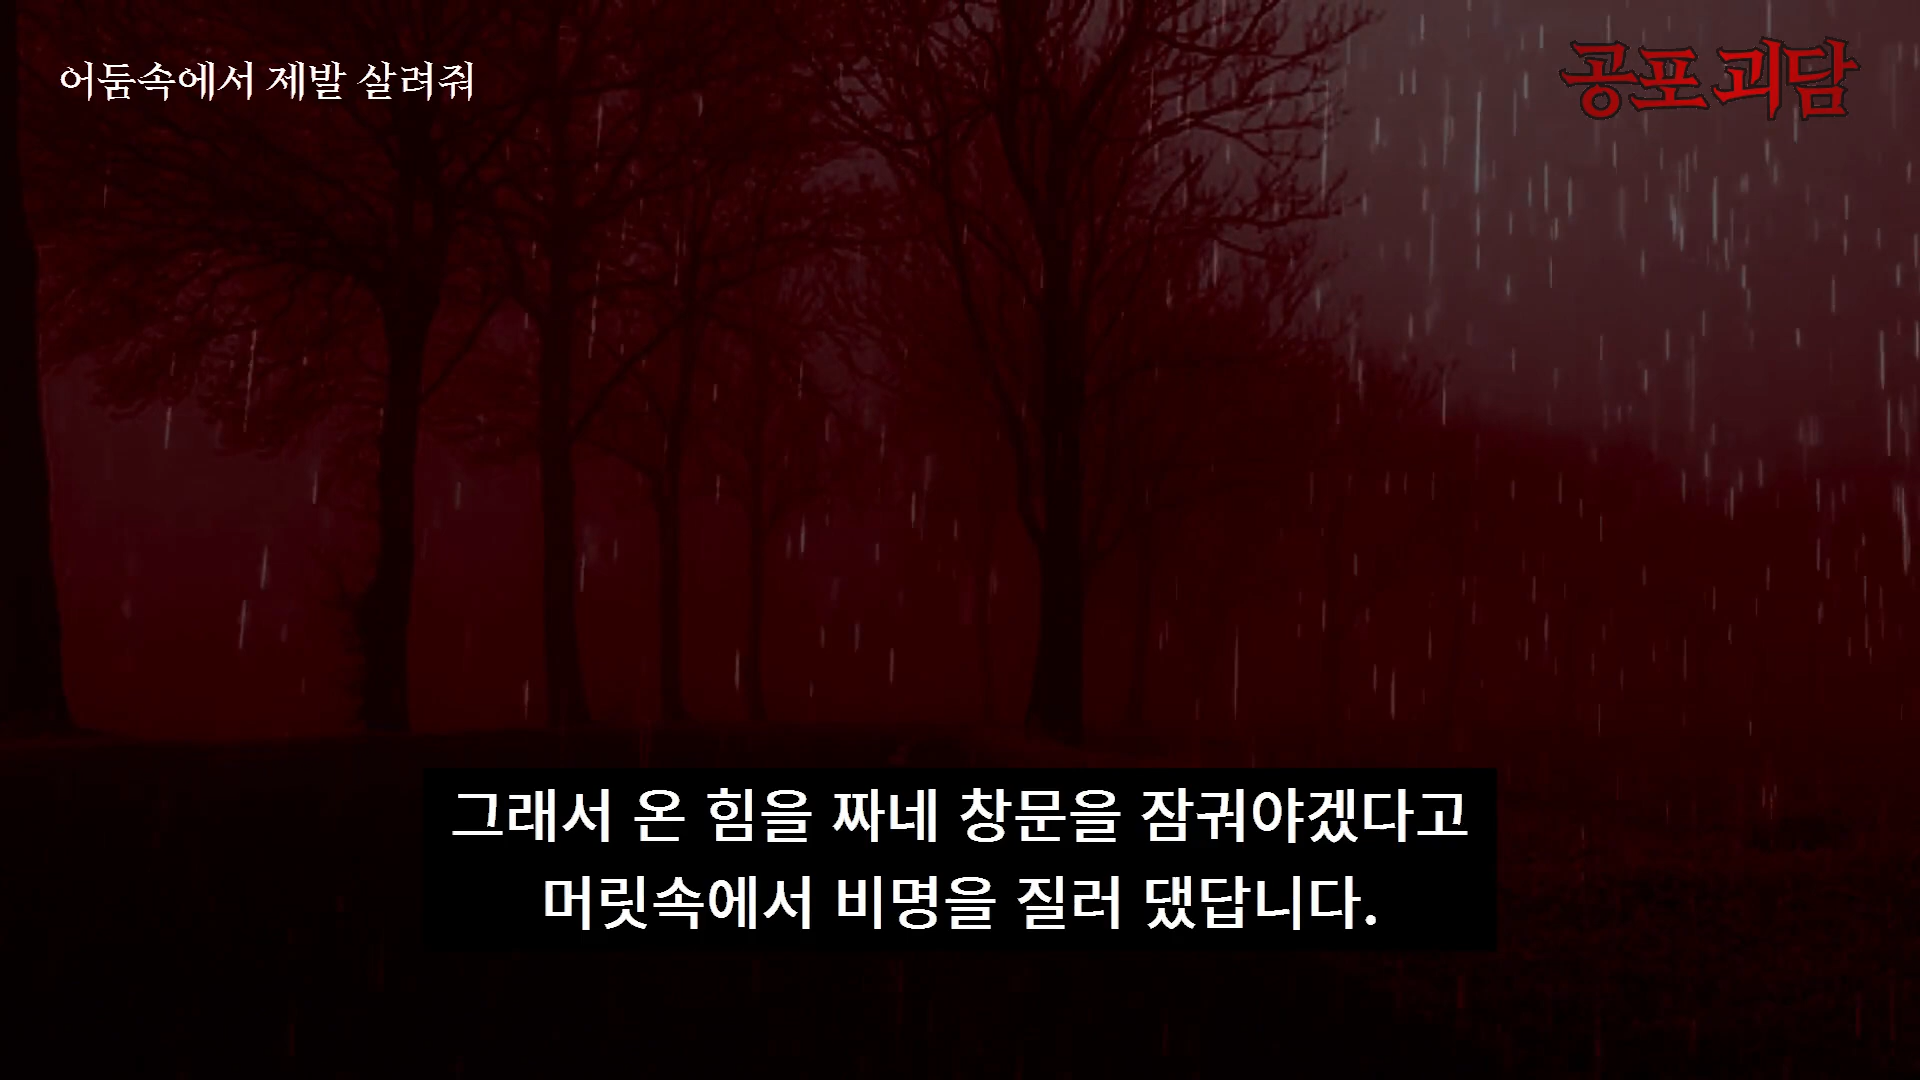 어둠속에서 제발 살려줘
공포 괴담
그래서 온 힘을 짜네 창문을 잠궈야겠다고
머릿속에서 비명을 질러 댔답니다.